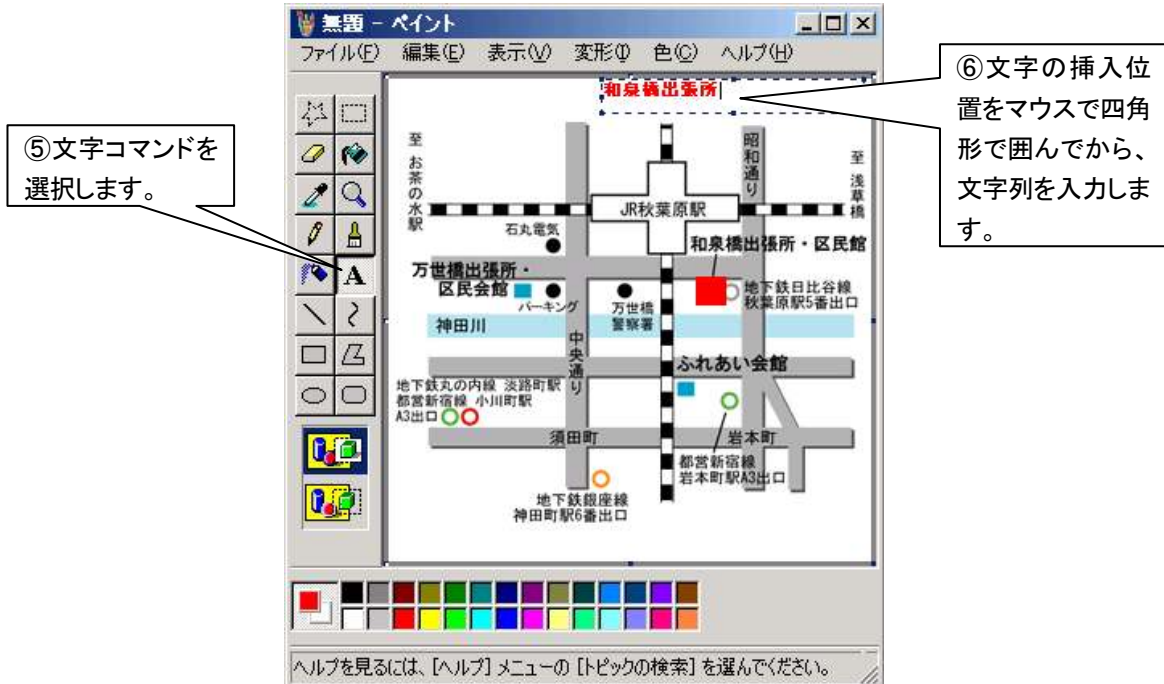 無題 - ペイント
ファイル(F) 編集(E) 表示(V) 変形(I) 色(C) ヘルプ(H)
⑤文字コマンドを
選択します。
⑥文字の挿入位
置をマウスで四角
形で囲んでから、
文字列を入力しま
す。
和泉橋出張所
至 お茶の水駅
昭和通り
至 浅草橋
JR秋葉原駅
石丸電気
和泉橋出張所・区民館
万世橋出張所・
区民会館
パーキング
万世橋
警察署
地下鉄日比谷線
秋葉原駅5番出口
神田川
中央通り
ふれあい会館
地下鉄丸の内線 淡路町駅
都営新宿線 小川町駅
A3出口
須田町
岩本町
都営新宿線
岩本町駅A3出口
地下鉄銀座線
神田町駅6番出口
A
ヘルプを見るには、[ヘルプ] メニューの [トピックの検索] を選んでください。